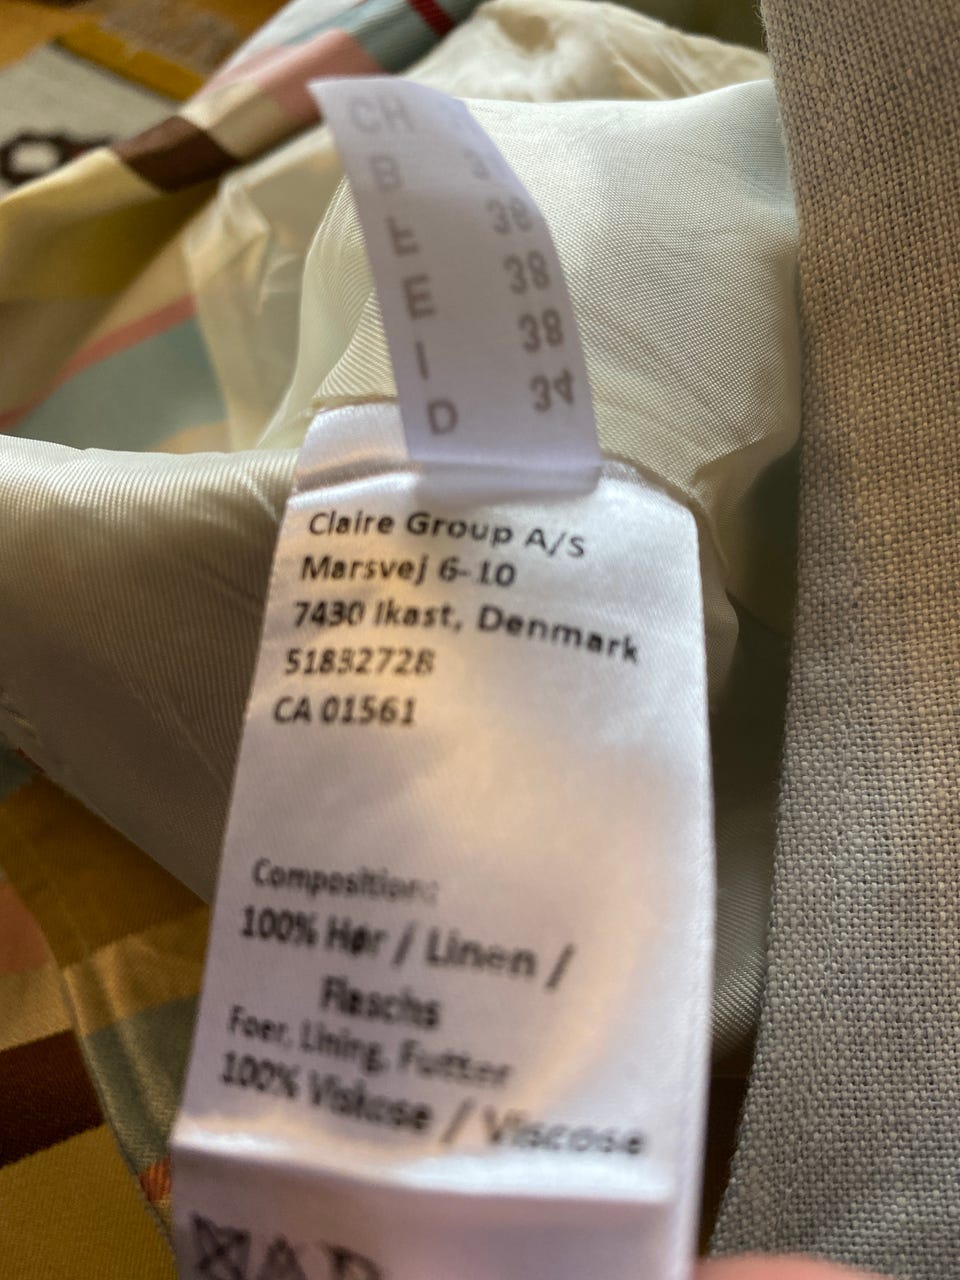 CH
B
E 38
E 38
I 38
D 34
Claire Group A/S
Marsvej 6-10
7430 Ikast, Denmark
51832728
CA 01561
Composition:
100% Hør / Linen /
Flaschs
Foer, Lining, Futter
100% Viskose / Viscose